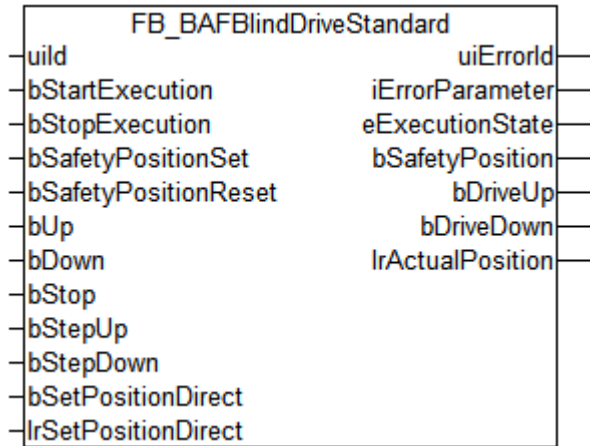 FB_BAFBlindDriveStandard
uiId uiErrorId
bStartExecution iErrorParameter
bStopExecution eExecutionState
bSafetyPositionSet bSafetyPosition
bSafetyPositionReset bDriveUp
bUp bDriveDown
bDown lrActualPosition
bStop
bStepUp
bStepDown
bSetPositionDirect
lrSetPositionDirect